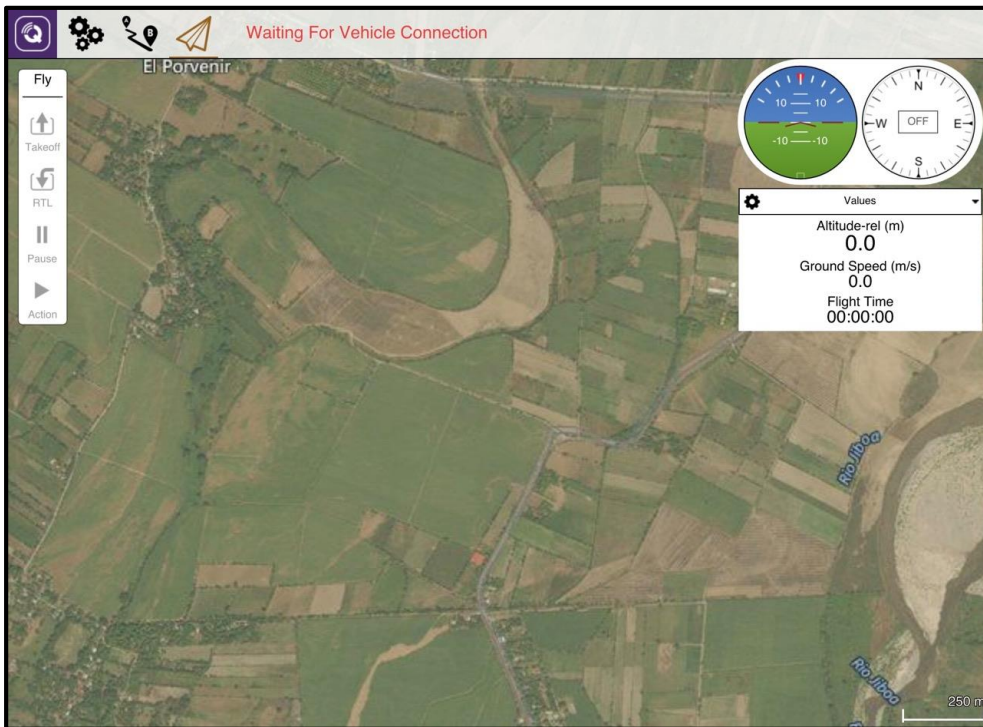 Waiting For Vehicle Connection
El Porvenir
Fly
Takeoff
RTL
Pause
Action
10 10
-10 -10
N
W OFF E
S
Values
Altitude-rel (m)
0.0
Ground Speed (m/s)
0.0
Flight Time
00:00:00
Rio Jiboa
Rio Jiboa
250 m